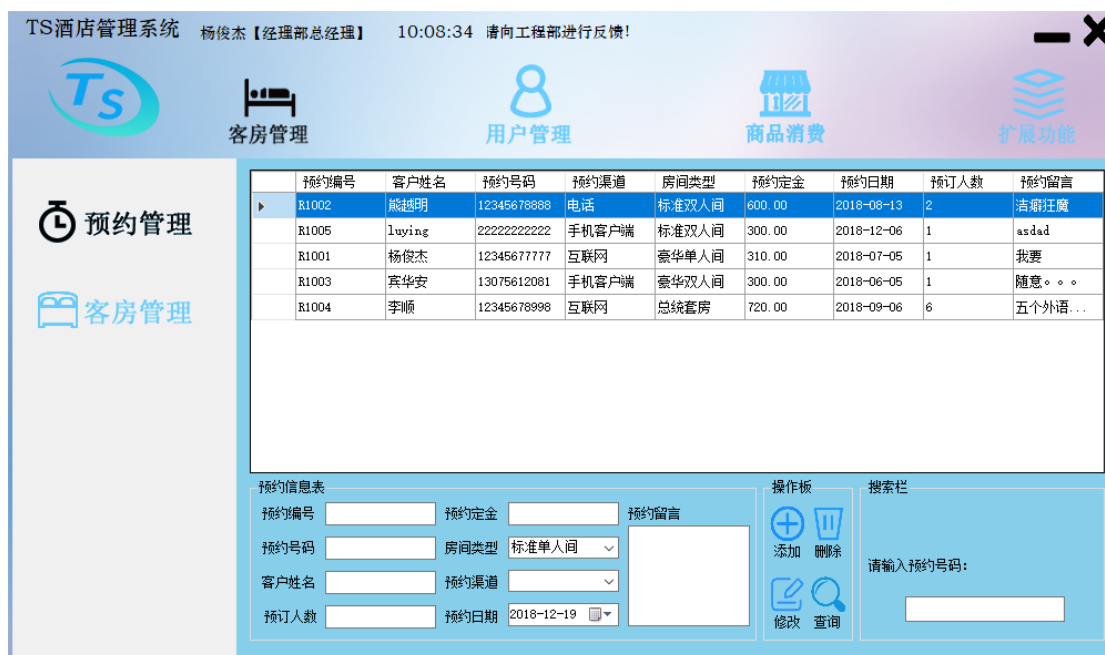 TS酒店管理系统 杨俊杰【经理部总经理】 10:08:34 请向工程部进行反馈!
TS
客房管理 用户管理 商品消费 扩展功能
预约管理
客房管理
预约编号 客户姓名 预约号码 预约渠道 房间类型 预约定金 预约日期 预订人数 预约留言
R1002 熊越明 12345678888 电话 标准双人间 600.00 2018-08-13 2 洁癖狂魔
R1005 luying 22222222222 手机客户端 标准双人间 300.00 2018-12-06 1 asdad
R1001 杨俊杰 12345677777 互联网 豪华单人间 310.00 2018-07-05 1 我要
R1003 宾华安 13075612081 手机客户端 豪华双人间 300.00 2018-06-05 1 随意。。。
R1004 李顺 12345678998 互联网 总统套房 720.00 2018-09-06 6 五个外语...
预约信息表 操作板 搜索栏
预约编号 预约定金 预约留言
预约号码 房间类型 标准单人间
添加 删除
请输入预约号码:
客户姓名 预约渠道
预订人数 预约日期 2018-12-19
修改 查询